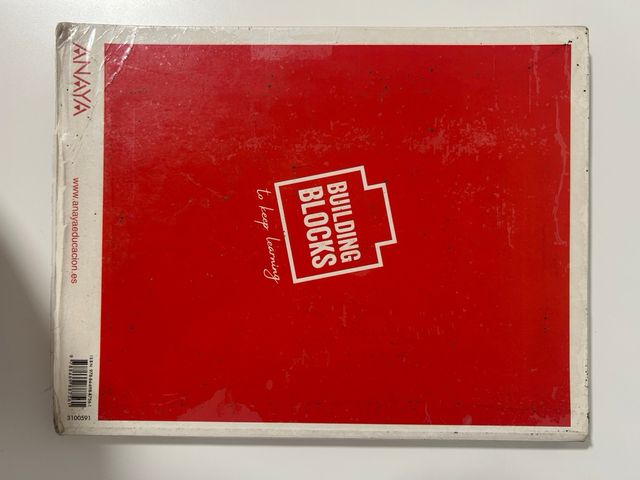 BUILDING
BLOCKS
to keep learning
ANAYA
www.anayaeducacion.es
3100591